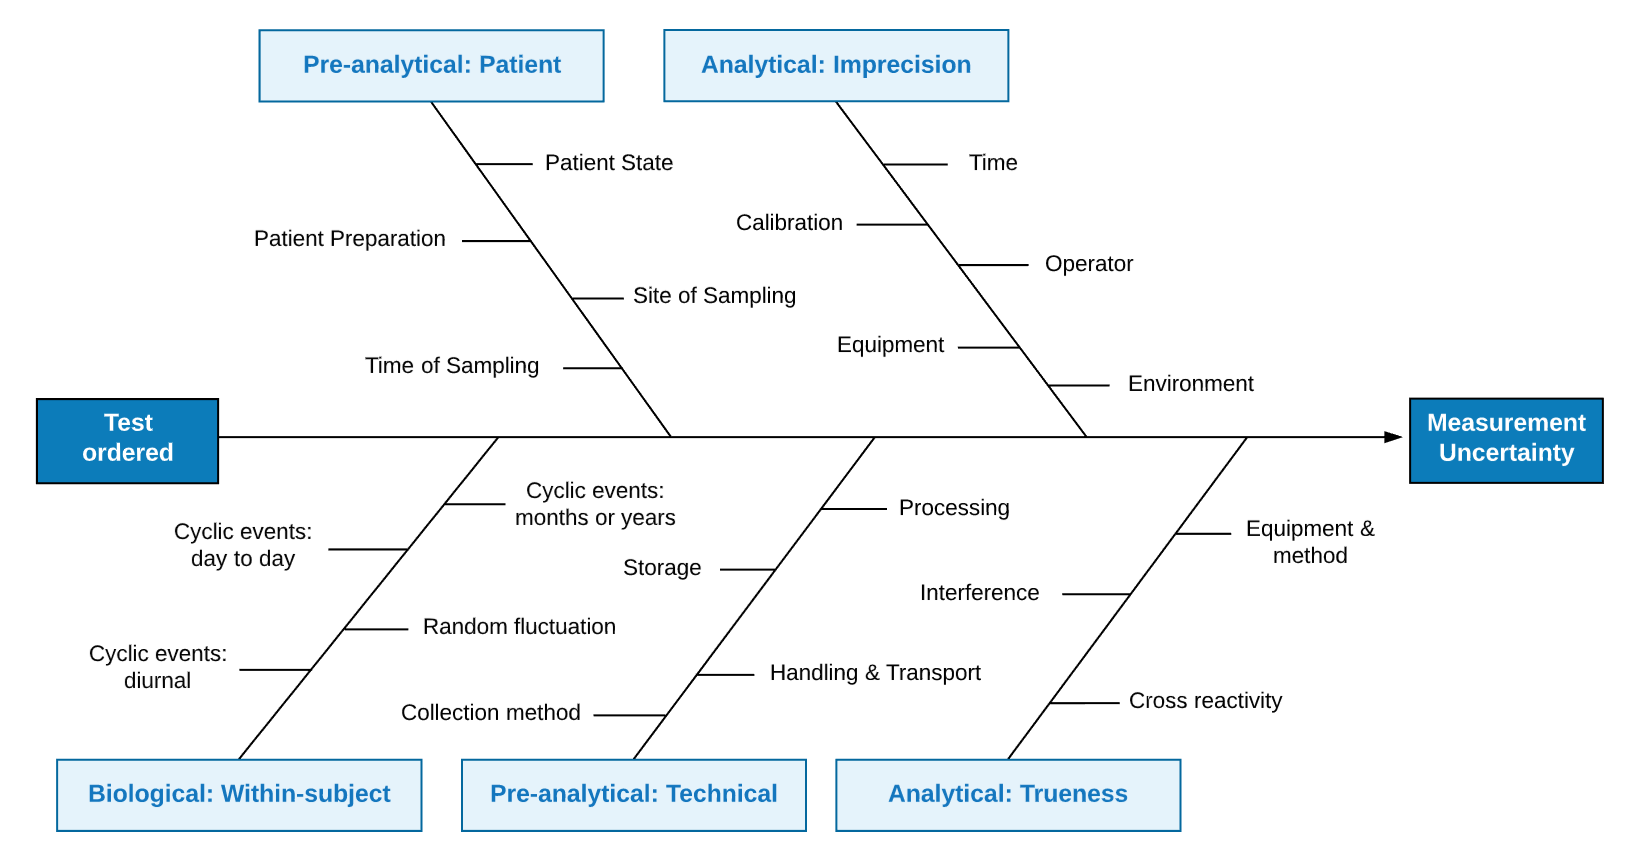 Pre-analytical: Patient
Analytical: Imprecision
Patient State
Time
Calibration
Patient Preparation
Operator
Site of Sampling
Equipment
Time of Sampling
Environment
Test
ordered
Measurement
Uncertainty
Cyclic events:
months or years
Processing
Cyclic events:
day to day
Equipment &
method
Storage
Interference
Random fluctuation
Cyclic events:
diurnal
Handling & Transport
Collection method
Cross reactivity
Biological: Within-subject
Pre-analytical: Technical
Analytical: Trueness